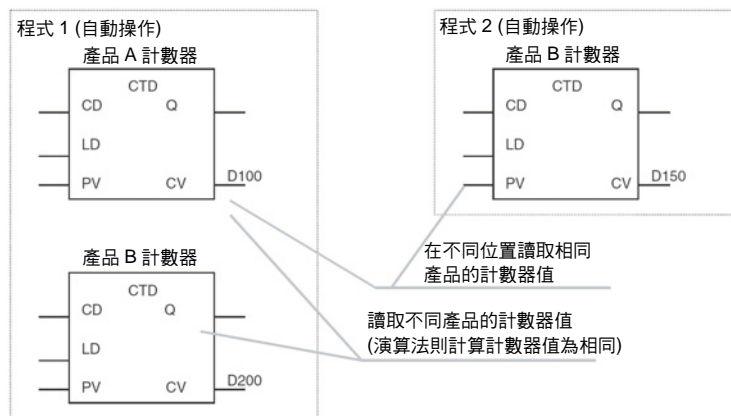 程式 1 (自動操作)
產品 A 計數器
CTD
CD Q
LD
PV CV D100
產品 B 計數器
CTD
CD Q
LD
PV CV D200
程式 2 (自動操作)
產品 B 計數器
CTD
CD Q
LD
PV CV D150
在不同位置讀取相同
產品的計數器值
讀取不同產品的計數器值
(演算法則計算計數器值為相同)